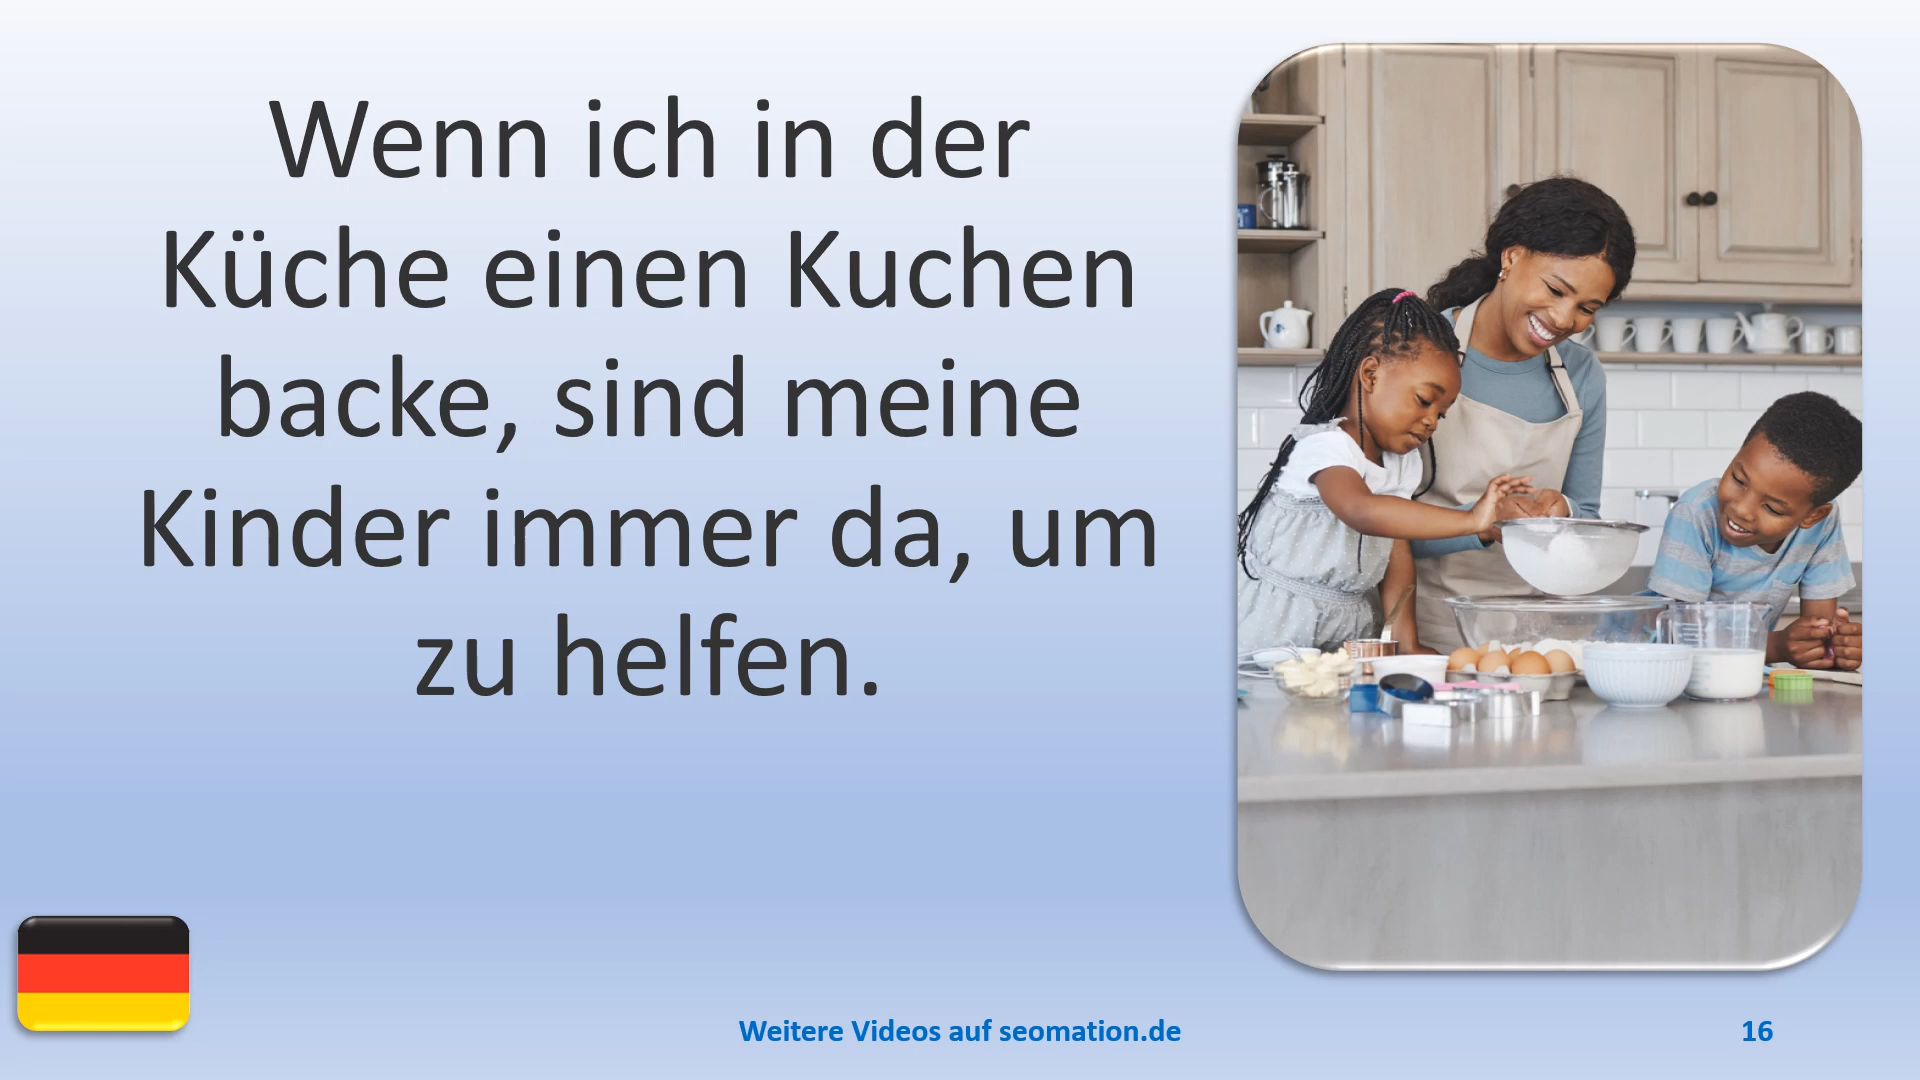 Wenn ich in der
Küche einen Kuchen
backe, sind meine
Kinder immer da, um
zu helfen.
Weitere Videos auf seomation.de
16